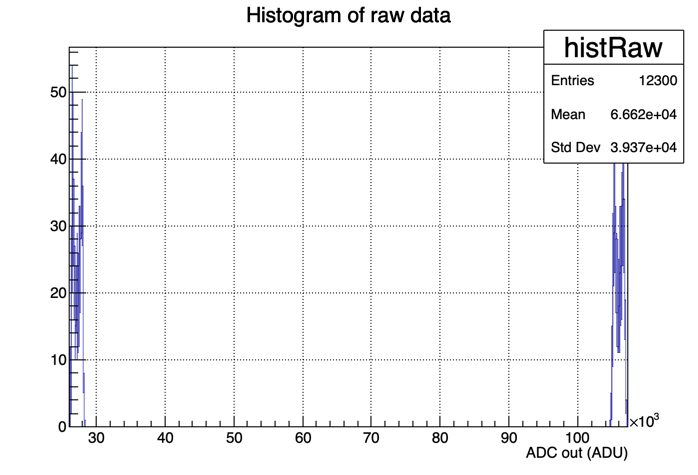 Histogram of raw data
histRaw
Entries 12300
Mean 6.662e+04
Std Dev 3.937e+04
50
40
30
20
10
0
30 40 50 60 70 80 90 100
×10³
ADC out (ADU)